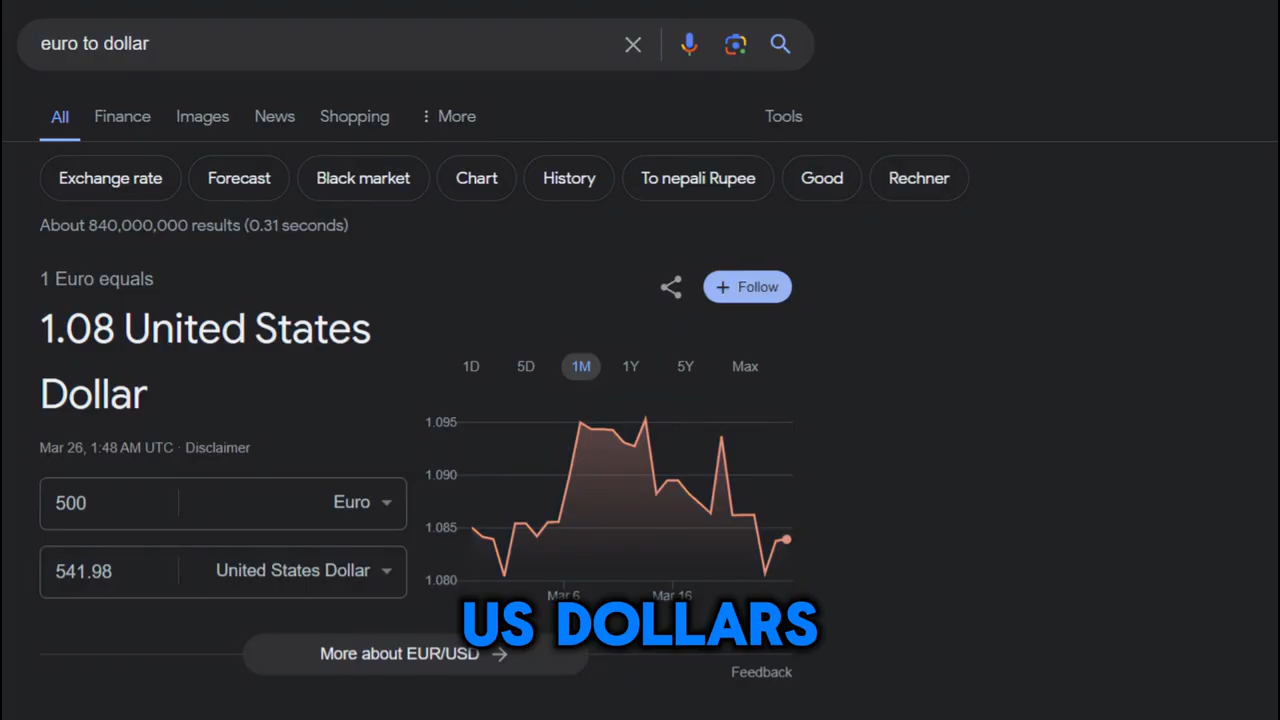 euro to dollar
All Finance Images News Shopping More Tools
Exchange rate Forecast Black market Chart History To nepali Rupee Good Rechner
About 840,000,000 results (0.31 seconds)
1 Euro equals
+ Follow
1.08 United States
Dollar
1D 5D 1M 1Y 5Y Max
Mar 26, 1:48 AM UTC · Disclaimer
500 Euro
541.98 United States Dollar
1.095
1.090
1.085
1.080
Mar 6 Mar 16
US DOLLARS
More about EUR/USD →
Feedback